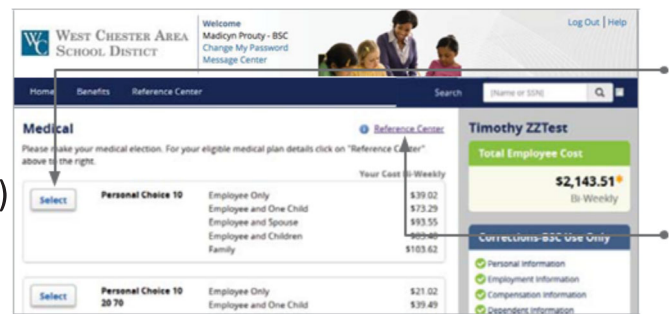 West Chester Area
School Distict
Welcome
Madicyn Prouty - BSC
Change My Password
Message Center
Log Out | Help
Home Benefits Reference Center Search (Name or SSN)
Medical
Reference Center
Please make your medical election. For your eligible medical plan details click on "Reference Center"
above to the right.
Your Cost Bi-Weekly
Select Personal Choice 10 Employee Only $39.02
Employee and One Child $73.29
Employee and Spouse $93.55
Employee and Children
Family $103.62
Select Personal Choice 10
20 70
Employee Only $21.02
Employee and One Child $39.49
Timothy ZZTest
Total Employee Cost
$2,143.51*
Bi-Weekly
Corrections-BSC Use Only
Personal Information
Employment Information
Compensation Information
Dependent Information
)